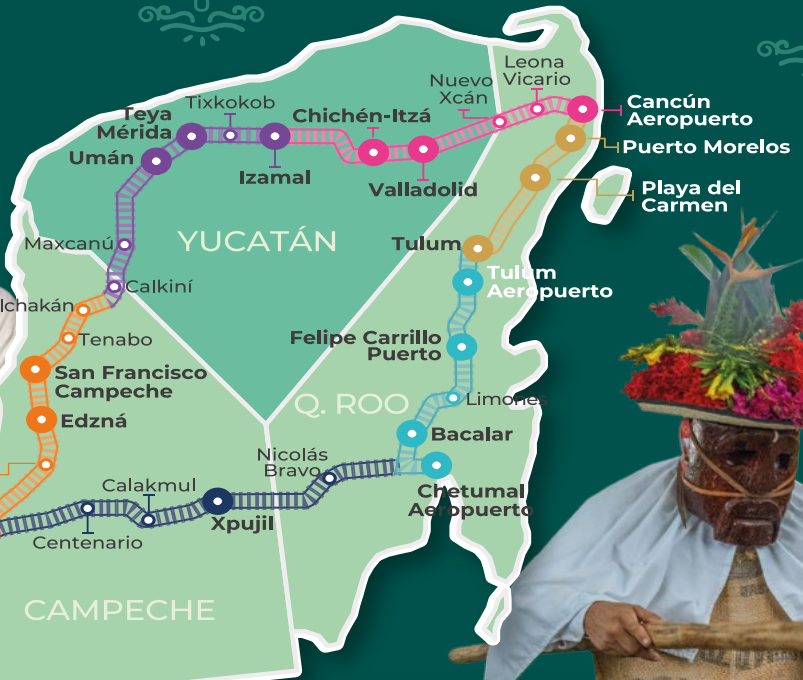 Leona
Vicario
Nuevo
Xcán
Cancún
Aeropuerto
Teya
Mérida
Tixkokob
Chichén-Itzá
Puerto Morelos
Umán
Izamal
Valladolid
Playa del
Carmen
Maxcanú
YUCATÁN
Tulum
Calkiní
Tulum
Aeropuerto
lchakán
Tenabo
Felipe Carrillo
Puerto
San Francisco
Campeche
Q. ROO
Limones
Edzná
Bacalar
Nicolás
Bravo
Calakmul
Chetumal
Aeropuerto
Xpujil
Centenario
CAMPECHE